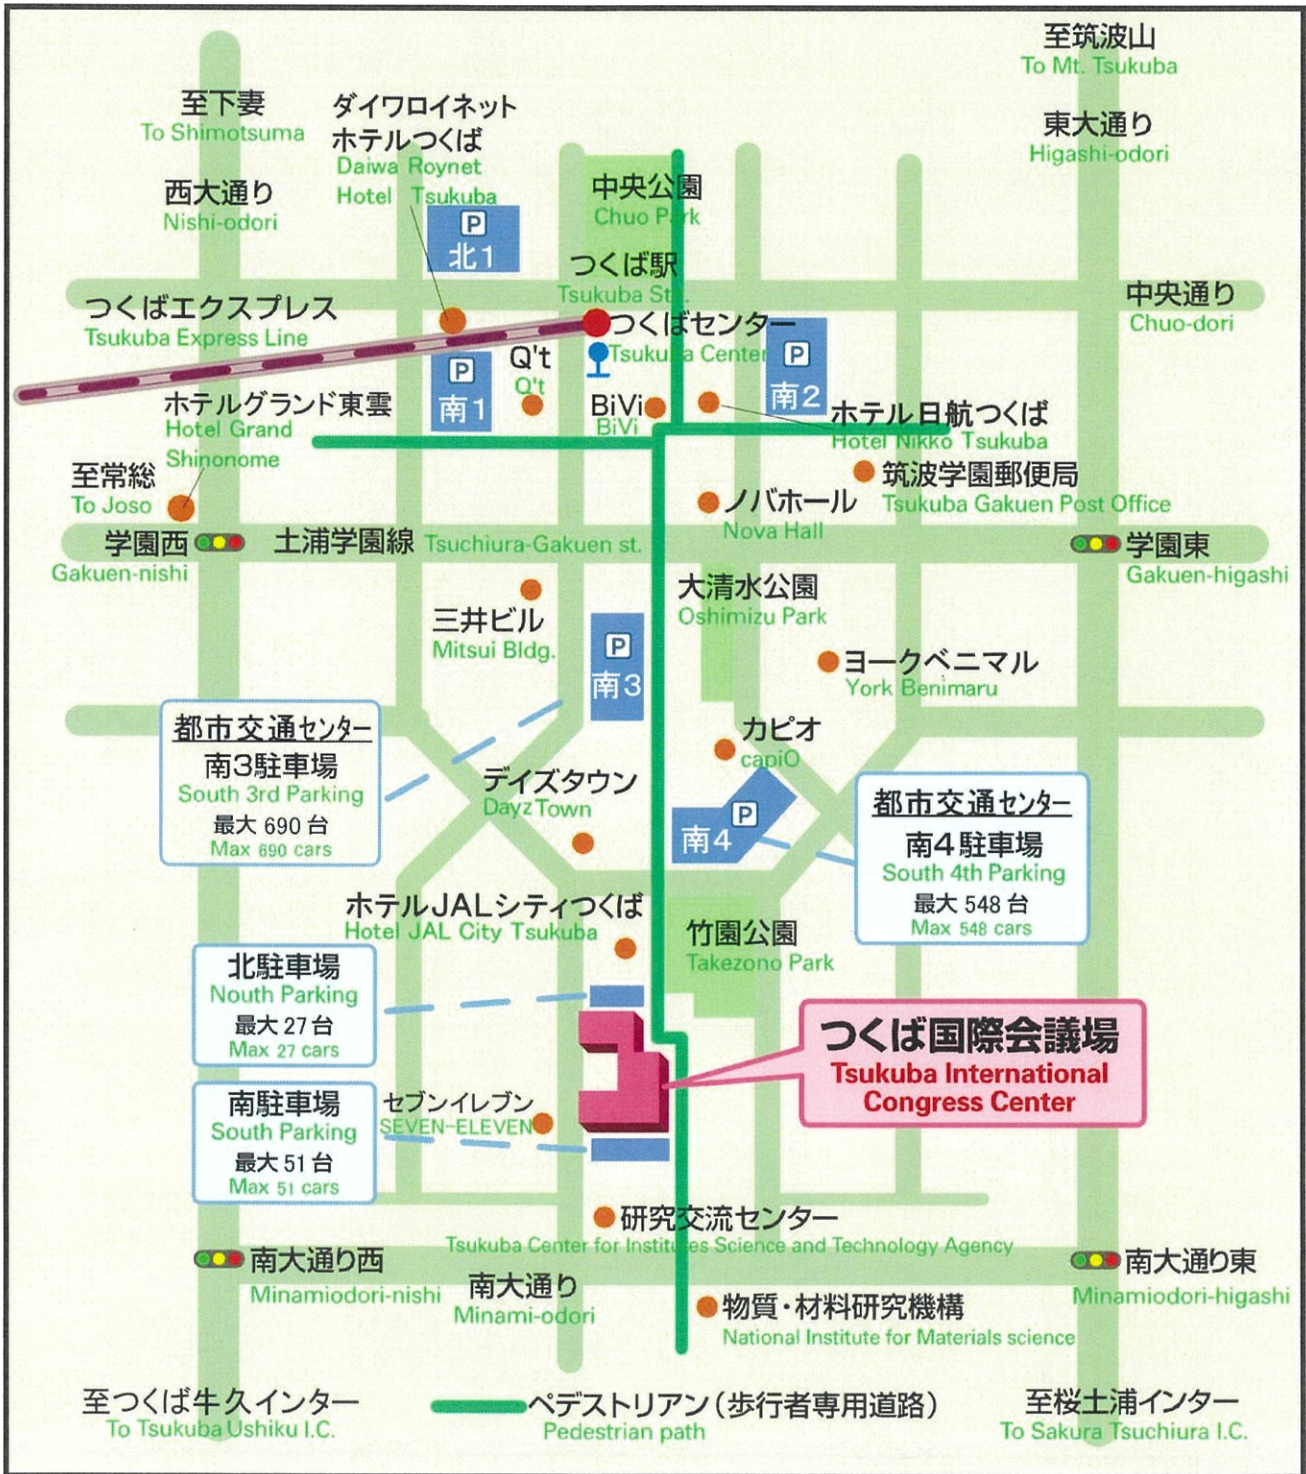 至筑波山
To Mt. Tsukuba
至下妻
To Shimotsuma
ダイワロイネット
ホテルつくば
Daiwa Roynet
Hotel Tsukuba
東大通り
Higashi-odori
西大通り
Nishi-odori
中央公園
Chuo Park
P
北1
つくば駅
Tsukuba Sta.
中央通り
Chuo-dori
つくばエクスプレス
Tsukuba Express Line
つくばセンター
Tsukuba Center
Q't
Q't
P
南1
P
南2
BiVi
BiVi
ホテルグランド東雲
Hotel Grand
Shinonome
ホテル日航つくば
Hotel Nikko Tsukuba
至常総
To Joso
筑波学園郵便局
Tsukuba Gakuen Post Office
ノバホール
Nova Hall
学園西
Gakuen-nishi
土浦学園線 Tsuchiura-Gakuen st.
学園東
Gakuen-higashi
大清水公園
Oshimizu Park
三井ビル
Mitsui Bldg.
P
南3
ヨークベニマル
York Benimaru
都市交通センター
南3駐車場
South 3rd Parking
最大 690 台
Max 690 cars
カピオ
capiO
デイズタウン
Dayz Town
P
南4
都市交通センター
南4駐車場
South 4th Parking
最大 548 台
Max 548 cars
ホテルJALシティつくば
Hotel JAL City Tsukuba
竹園公園
Takezono Park
北駐車場
Nouth Parking
最大 27 台
Max 27 cars
つくば国際会議場
Tsukuba International
Congress Center
南駐車場
South Parking
最大 51 台
Max 51 cars
セブンイレブン
SEVEN-ELEVEN
研究交流センター
Tsukuba Center for Institutes Science and Technology Agency
南大通り西
Minamiodori-nishi
南大通り
Minami-odori
南大通り東
Minamiodori-higashi
物質・材料研究機構
National Institute for Materials science
至つくば牛久インター
To Tsukuba Ushiku I.C.
ペデストリアン(歩行者専用道路)
Pedestrian path
至桜土浦インター
To Sakura Tsuchiura I.C.